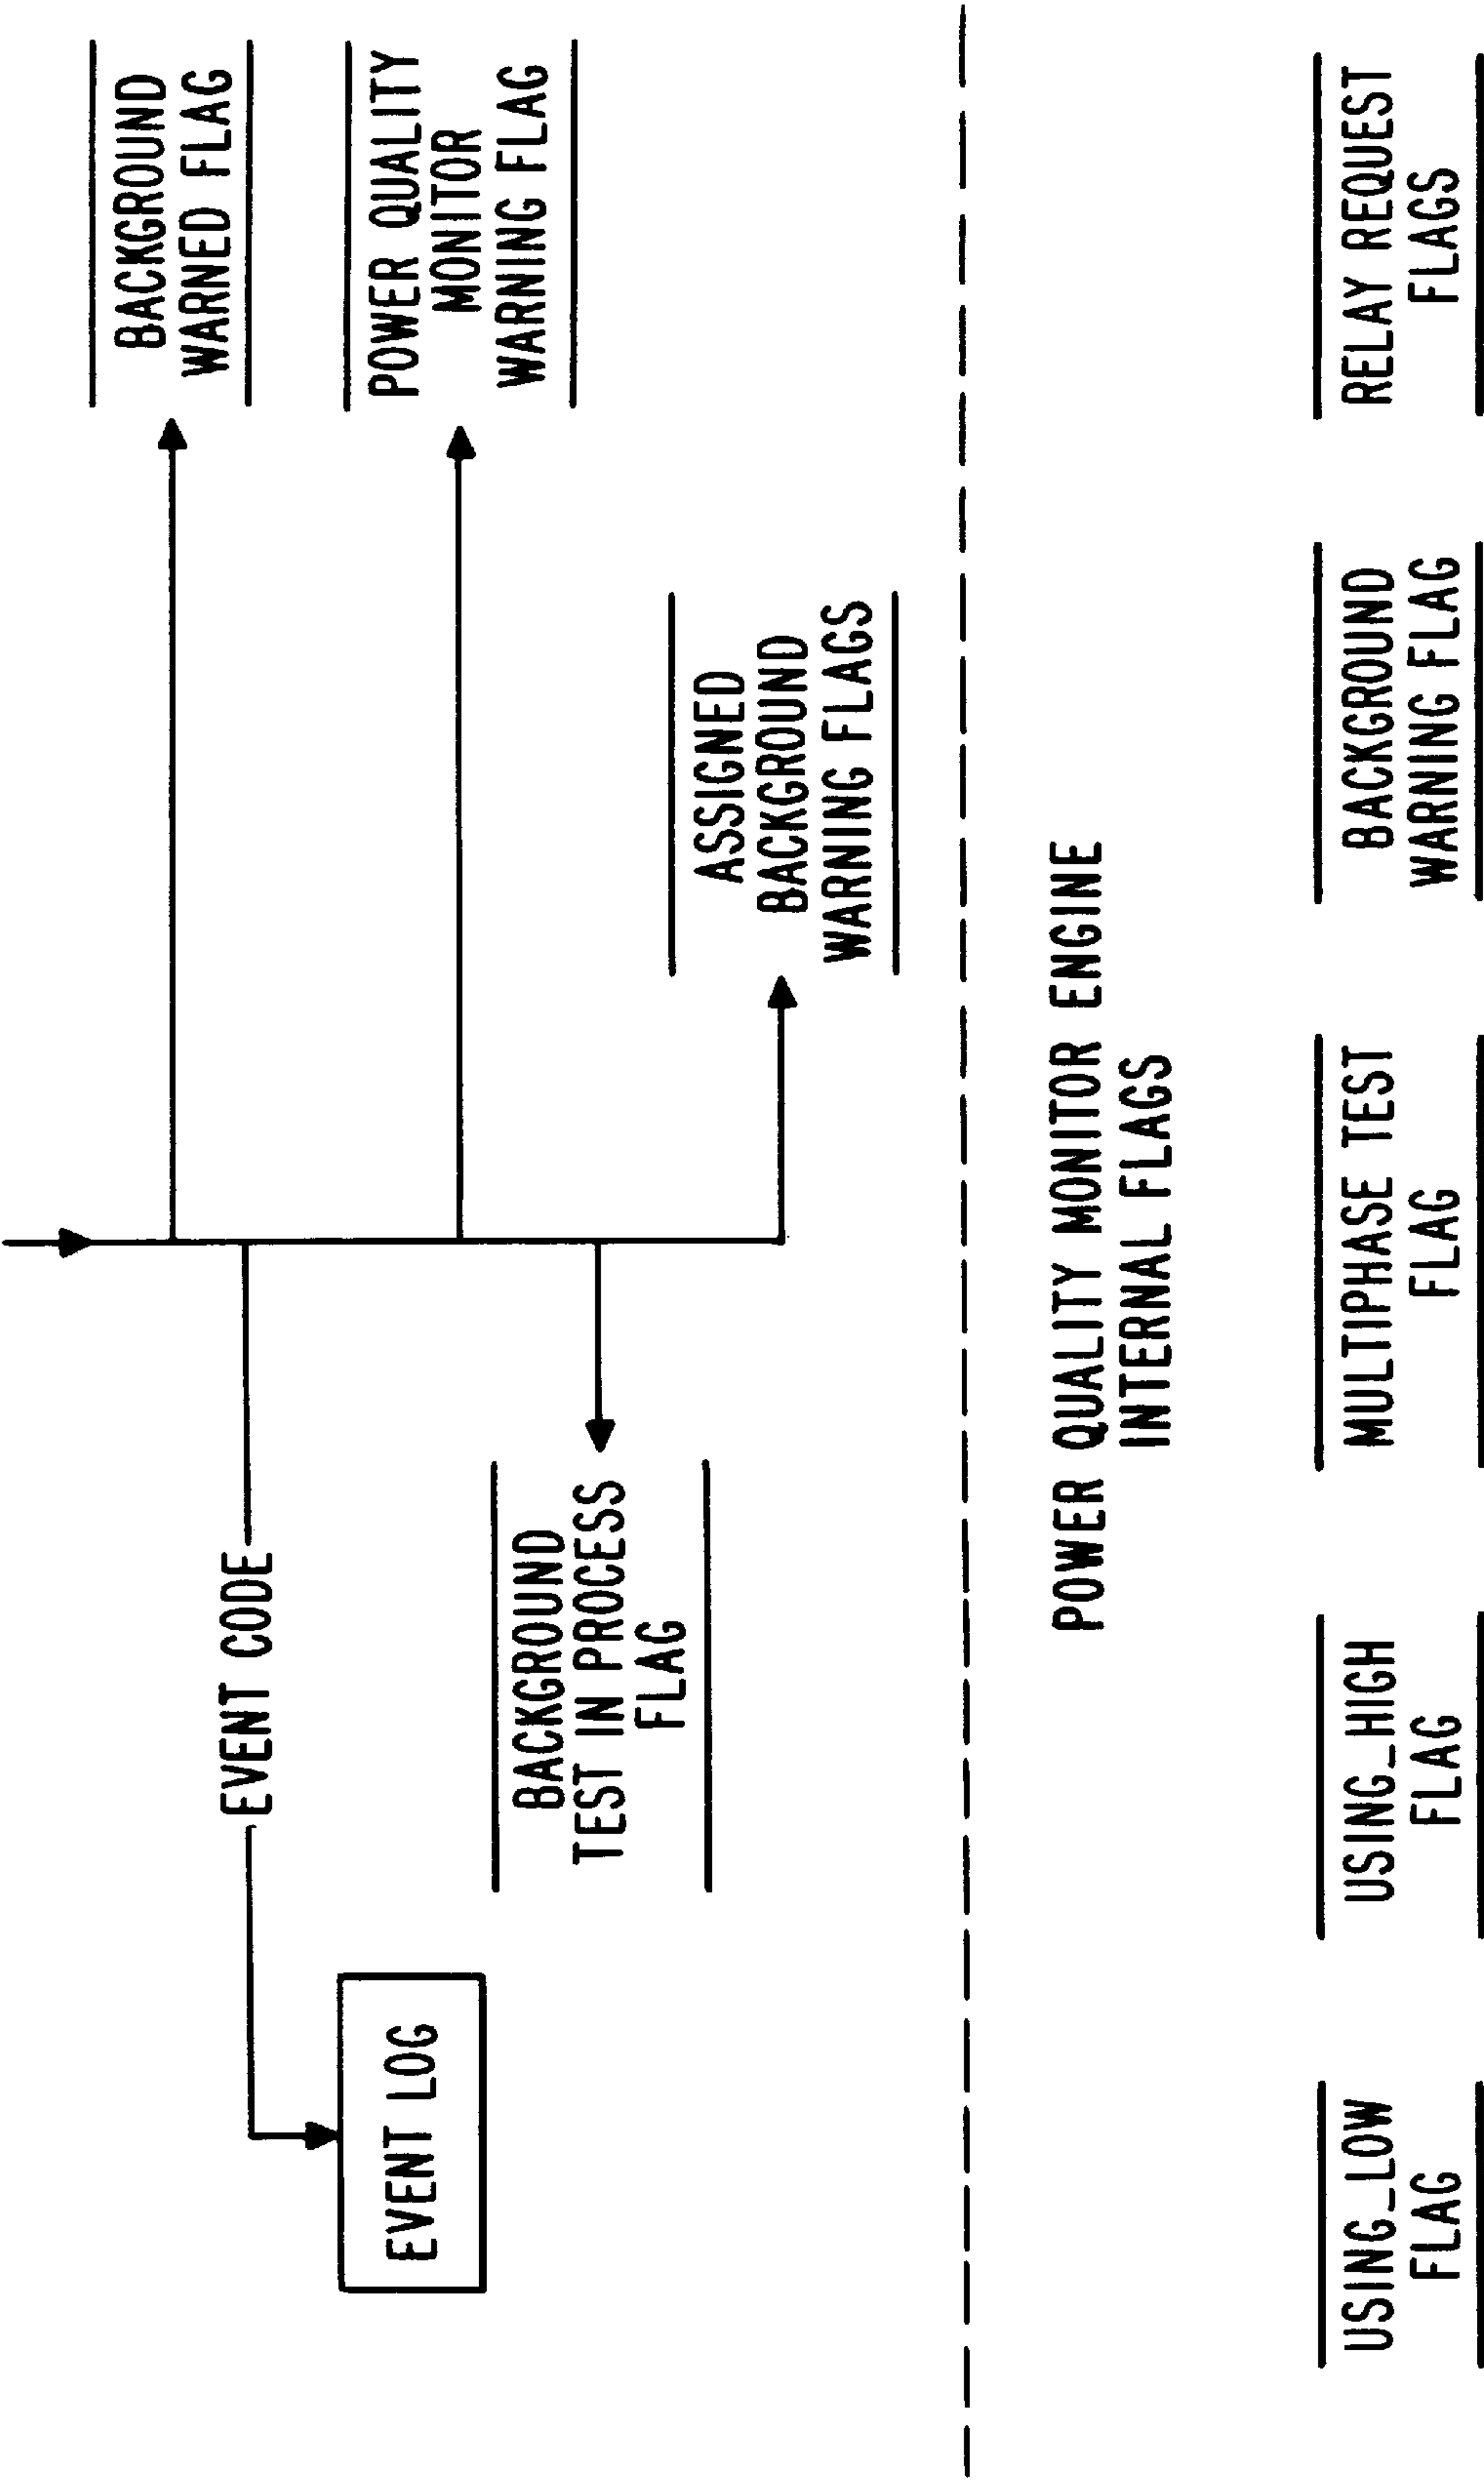 BACKGROUND
WARNED FLAG
EVENT CODE
POWER QUALITY
MONITOR
WARNING FLAG
EVENT LOG
BACKGROUND
TEST IN PROCESS
FLAG
ASSIGNED
BACKGROUND
WARNING FLAGS
POWER QUALITY MONITOR ENGINE
INTERNAL FLAGS
USING_LOW
FLAG
USING_HIGH
FLAG
MULTIPHASE TEST
FLAG
BACKGROUND
WARNING FLAG
RELAY REQUEST
FLAGS